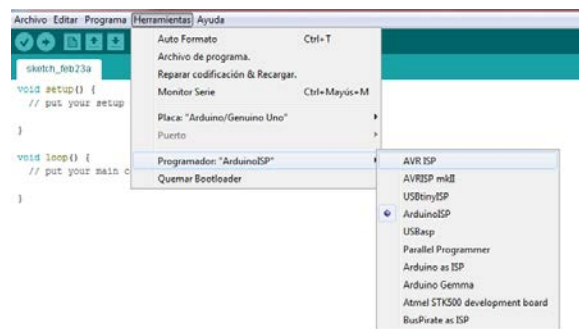 Archivo Editar Programa Herramientas Ayuda
sketch_feb23a
void setup() {
// put your setup
}
void loop() {
// put your main c
}
Auto Formato Ctrl+T
Archivo de programa.
Reparar codificación & Recargar.
Monitor Serie Ctrl+Mayús+M
Placa: "Arduino/Genuino Uno"
Puerto
Programador: "ArduinoISP"
Quemar Bootloader
AVR ISP
AVRISP mkII
USBtinyISP
ArduinoISP
USBasp
Parallel Programmer
Arduino as ISP
Arduino Gemma
Atmel STK500 development board
BusPirate as ISP